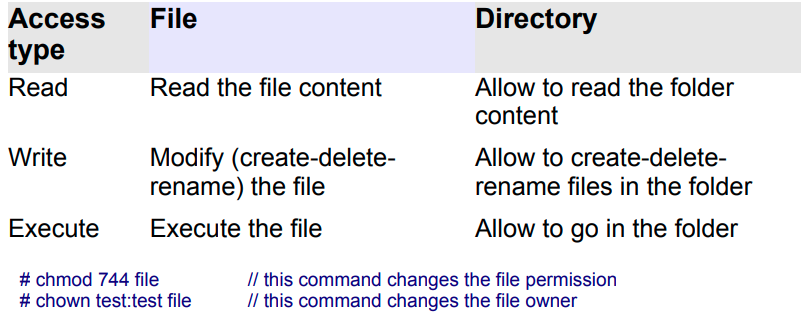 Access type File Directory
Read Read the file content Allow to read the folder content
Write Modify (create-delete-rename) the file Allow to create-delete-rename files in the folder
Execute Execute the file Allow to go in the folder
# chmod 744 file // this command changes the file permission
# chown test:test file // this command changes the file owner